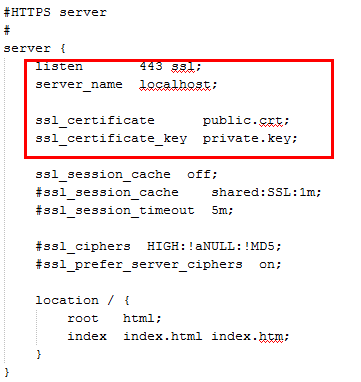 #HTTPS server
#
server {
listen 443 ssl;
server_name localhost;
ssl_certificate public.crt;
ssl_certificate_key private.key;
ssl_session_cache off;
#ssl_session_cache shared:SSL:1m;
#ssl_session_timeout 5m;
#ssl_ciphers HIGH:!aNULL:!MD5;
#ssl_prefer_server_ciphers on;
location / {
root html;
index index.html index.htm;
}
}